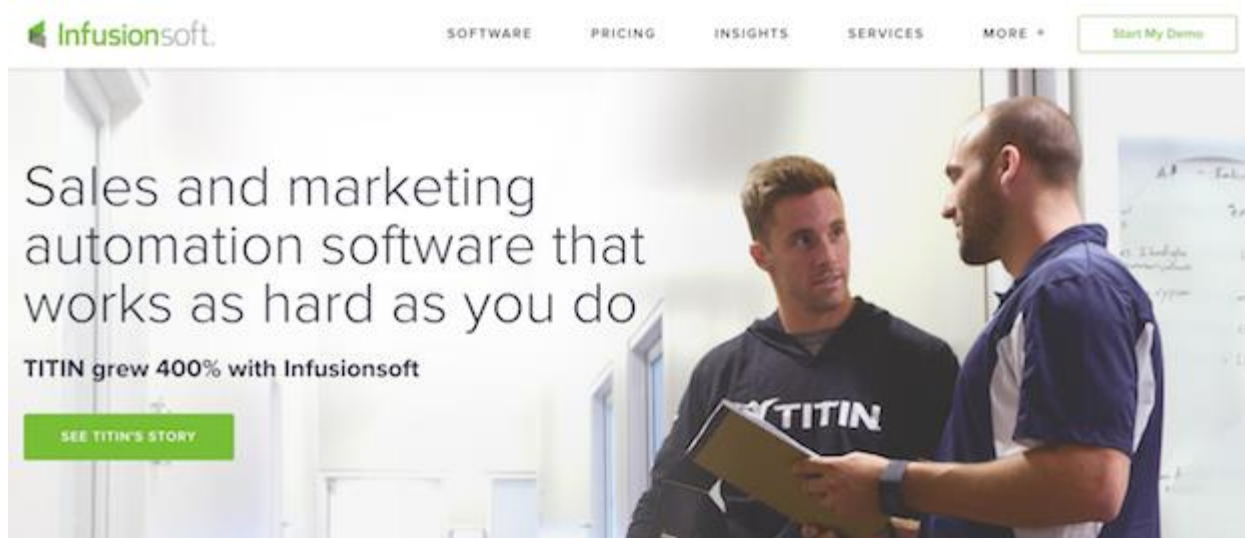 Infusionsoft.
SOFTWARE PRICING INSIGHTS SERVICES MORE + Start My Demo
Sales and marketing
automation software that
works as hard as you do
TITIN grew 400% with Infusionsoft
SEE TITIN'S STORY
TITIN